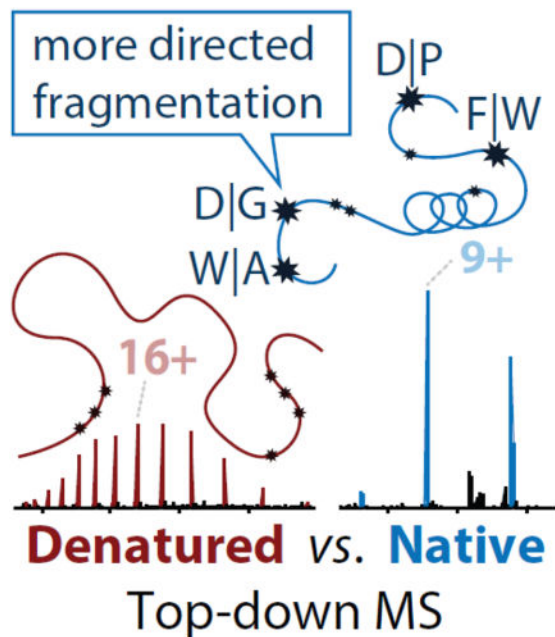 more directed
fragmentation
D|P
F|W
D|G
W|A
9+
16+
Denatured vs. Native
Top-down MS